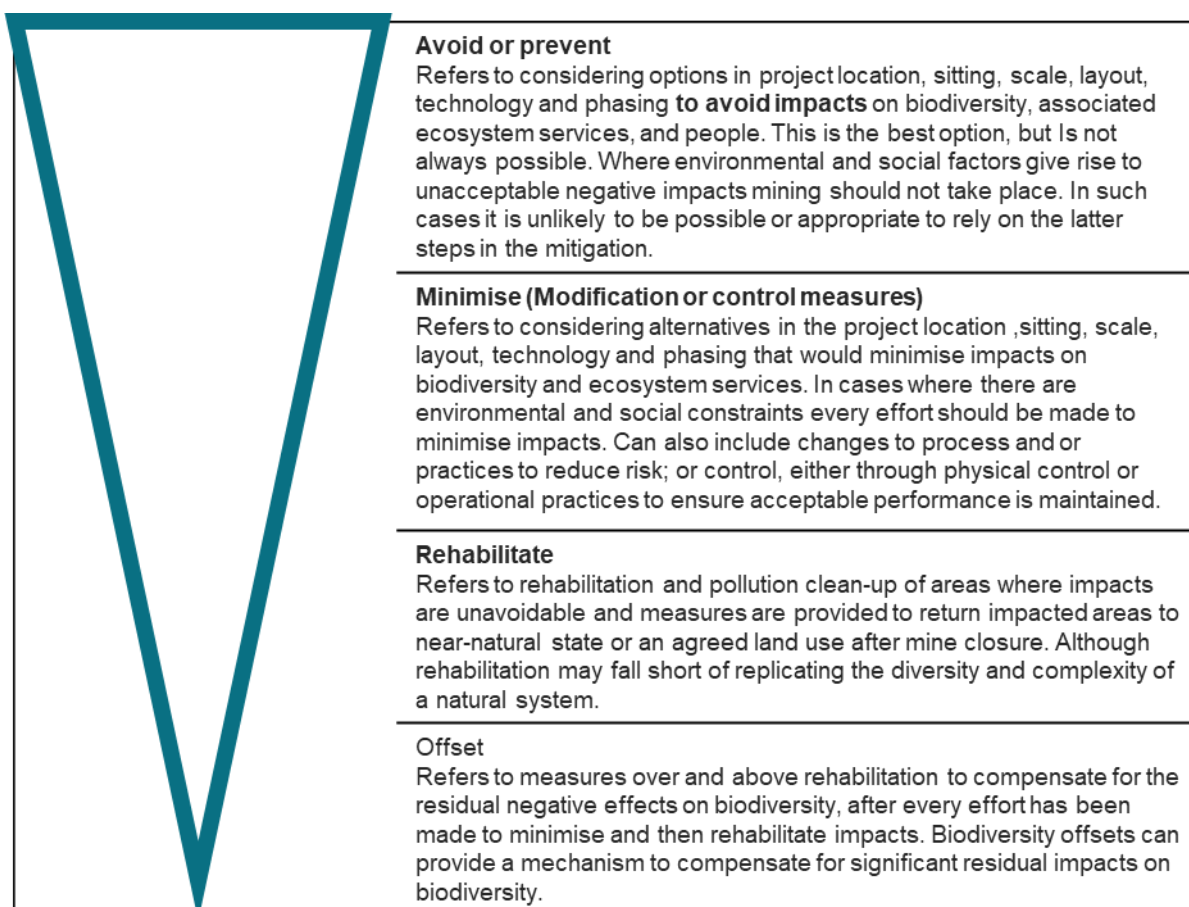 Avoid or prevent
Refers to considering options in project location, sitting, scale, layout,
technology and phasing to avoid impacts on biodiversity, associated
ecosystem services, and people. This is the best option, but Is not
always possible. Where environmental and social factors give rise to
unacceptable negative impacts mining should not take place. In such
cases it is unlikely to be possible or appropriate to rely on the latter
steps in the mitigation.
Minimise (Modification or control measures)
Refers to considering alternatives in the project location ,sitting, scale,
layout, technology and phasing that would minimise impacts on
biodiversity and ecosystem services. In cases where there are
environmental and social constraints every effort should be made to
minimise impacts. Can also include changes to process and or
practices to reduce risk; or control, either through physical control or
operational practices to ensure acceptable performance is maintained.
Rehabilitate
Refers to rehabilitation and pollution clean-up of areas where impacts
are unavoidable and measures are provided to return impacted areas to
near-natural state or an agreed land use after mine closure. Although
rehabilitation may fall short of replicating the diversity and complexity of
a natural system.
Offset
Refers to measures over and above rehabilitation to compensate for the
residual negative effects on biodiversity, after every effort has been
made to minimise and then rehabilitate impacts. Biodiversity offsets can
provide a mechanism to compensate for significant residual impacts on
biodiversity.